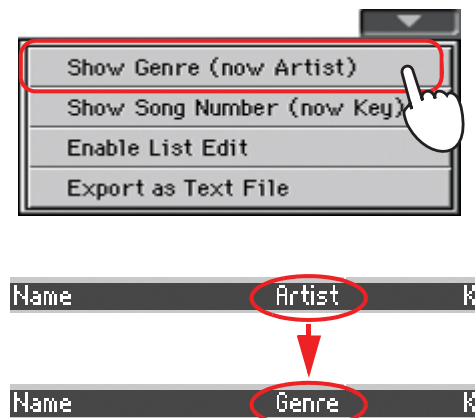 Show Genre (now Artist)
Show Song Number (now Key)
Enable List Edit
Export as Text File
Name Artist K
Name Genre K